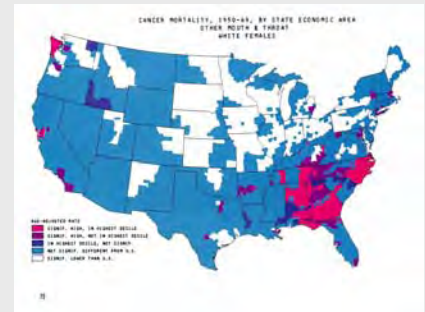 CANCER MORTALITY, 1950-69, BY STATE ECONOMIC AREA
OTHER MOUTH & THROAT
WHITE FEMALES
AGE-ADJUSTED RATE
SIGNIF. HIGH, IN HIGHEST DECILE
SIGNIF. HIGH, NOT IN HIGHEST DECILE
IN HIGHEST DECILE, NOT SIGNIF.
NOT SIGNIF. DIFFERENT FROM U.S.
SIGNIF. LOWER THAN U.S.